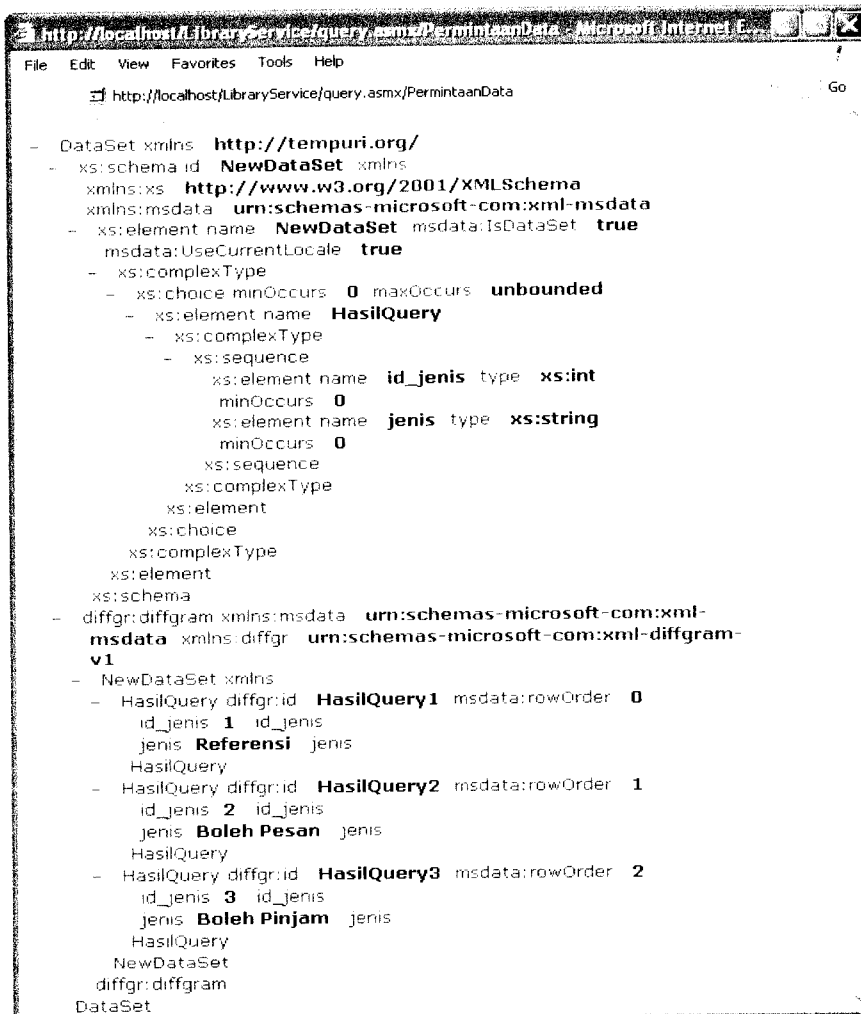 http://localhost/LibraryService/query.asmx/PermintaanData - Microsoft Internet E...
File Edit View Favorites Tools Help
http://localhost/LibraryService/query.asmx/PermintaanData Go
- DataSet xmlns http://tempuri.org/
- xs:schema id NewDataSet xmlns
xmlns:xs http://www.w3.org/2001/XMLSchema
xmlns:msdata urn:schemas-microsoft-com:xml-msdata
- xs:element name NewDataSet msdata:IsDataSet true
msdata:UseCurrentLocale true
- xs:complexType
- xs:choice minOccurs 0 maxOccurs unbounded
- xs:element name HasilQuery
- xs:complexType
- xs:sequence
xs:element name id_jenis type xs:int
minOccurs 0
xs:element name jenis type xs:string
minOccurs 0
xs:sequence
xs:complexType
xs:element
xs:choice
xs:complexType
xs:element
xs:schema
- diffgr:diffgram xmlns:msdata urn:schemas-microsoft-com:xml-
msdata xmlns:diffgr urn:schemas-microsoft-com:xml-diffgram-
v1
- NewDataSet xmlns
- HasilQuery diffgr:id HasilQuery1 msdata:rowOrder 0
id_jenis 1 id_jenis
jenis Referensi jenis
HasilQuery
- HasilQuery diffgr:id HasilQuery2 msdata:rowOrder 1
id_jenis 2 id_jenis
jenis Boleh Pesan jenis
HasilQuery
- HasilQuery diffgr:id HasilQuery3 msdata:rowOrder 2
id_jenis 3 id_jenis
jenis Boleh Pinjam jenis
HasilQuery
NewDataSet
diffgr:diffgram
DataSet